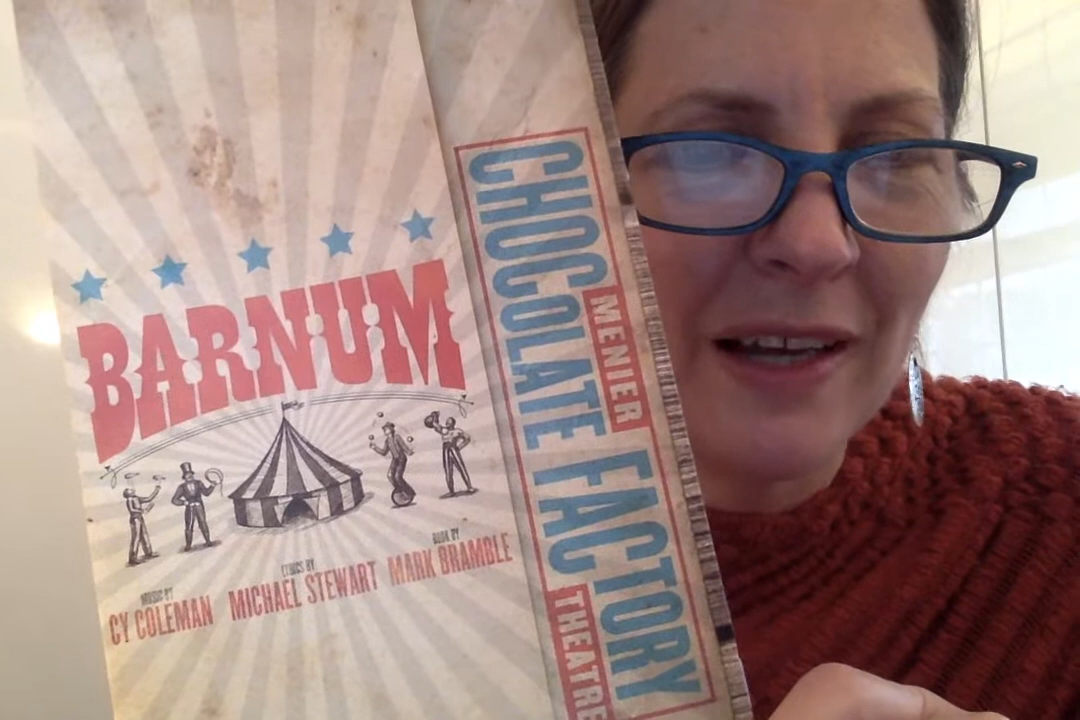 BARNUM
MUSIC BY
CY COLEMAN
LYRICS BY
MICHAEL STEWART
BOOK BY
MARK BRAMBLE
MENIER
CHOCOLATE FACTORY
THEATRE